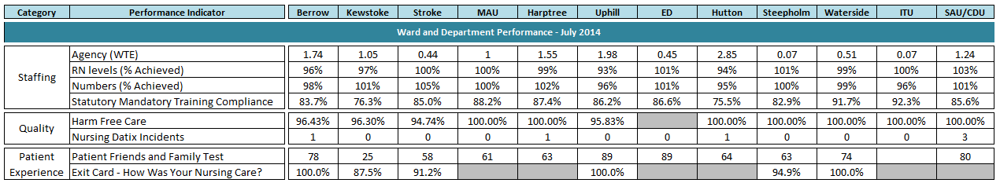 Category Performance Indicator Berrow Kewstoke Stroke MAU Harptree Uphill ED Hutton Steepholm Waterside ITU SAU/CDU
Ward and Department Performance - July 2014
Staffing
Agency (WTE) 1.74 1.05 0.44 1 1.55 1.98 0.45 2.85 0.07 0.51 0.07 1.24
RN levels (% Achieved) 96% 97% 100% 100% 99% 93% 101% 94% 101% 99% 100% 103%
Numbers (% Achieved) 98% 101% 105% 100% 102% 96% 101% 95% 100% 99% 96% 101%
Statutory Mandatory Training Compliance 83.7% 76.3% 85.0% 88.2% 87.4% 86.2% 86.6% 75.5% 82.9% 91.7% 92.3% 85.6%
Quality
Harm Free Care 96.43% 96.30% 94.74% 100.00% 100.00% 95.83% 100.00% 100.00% 100.00% 100.00% 100.00%
Nursing Datix Incidents 1 0 0 0 1 0 0 1 0 0 0 3
Patient Experience
Patient Friends and Family Test 78 25 58 61 63 89 89 64 63 74 80
Exit Card - How Was Your Nursing Care? 100.0% 87.5% 91.2% 100.0% 94.9% 100.0%